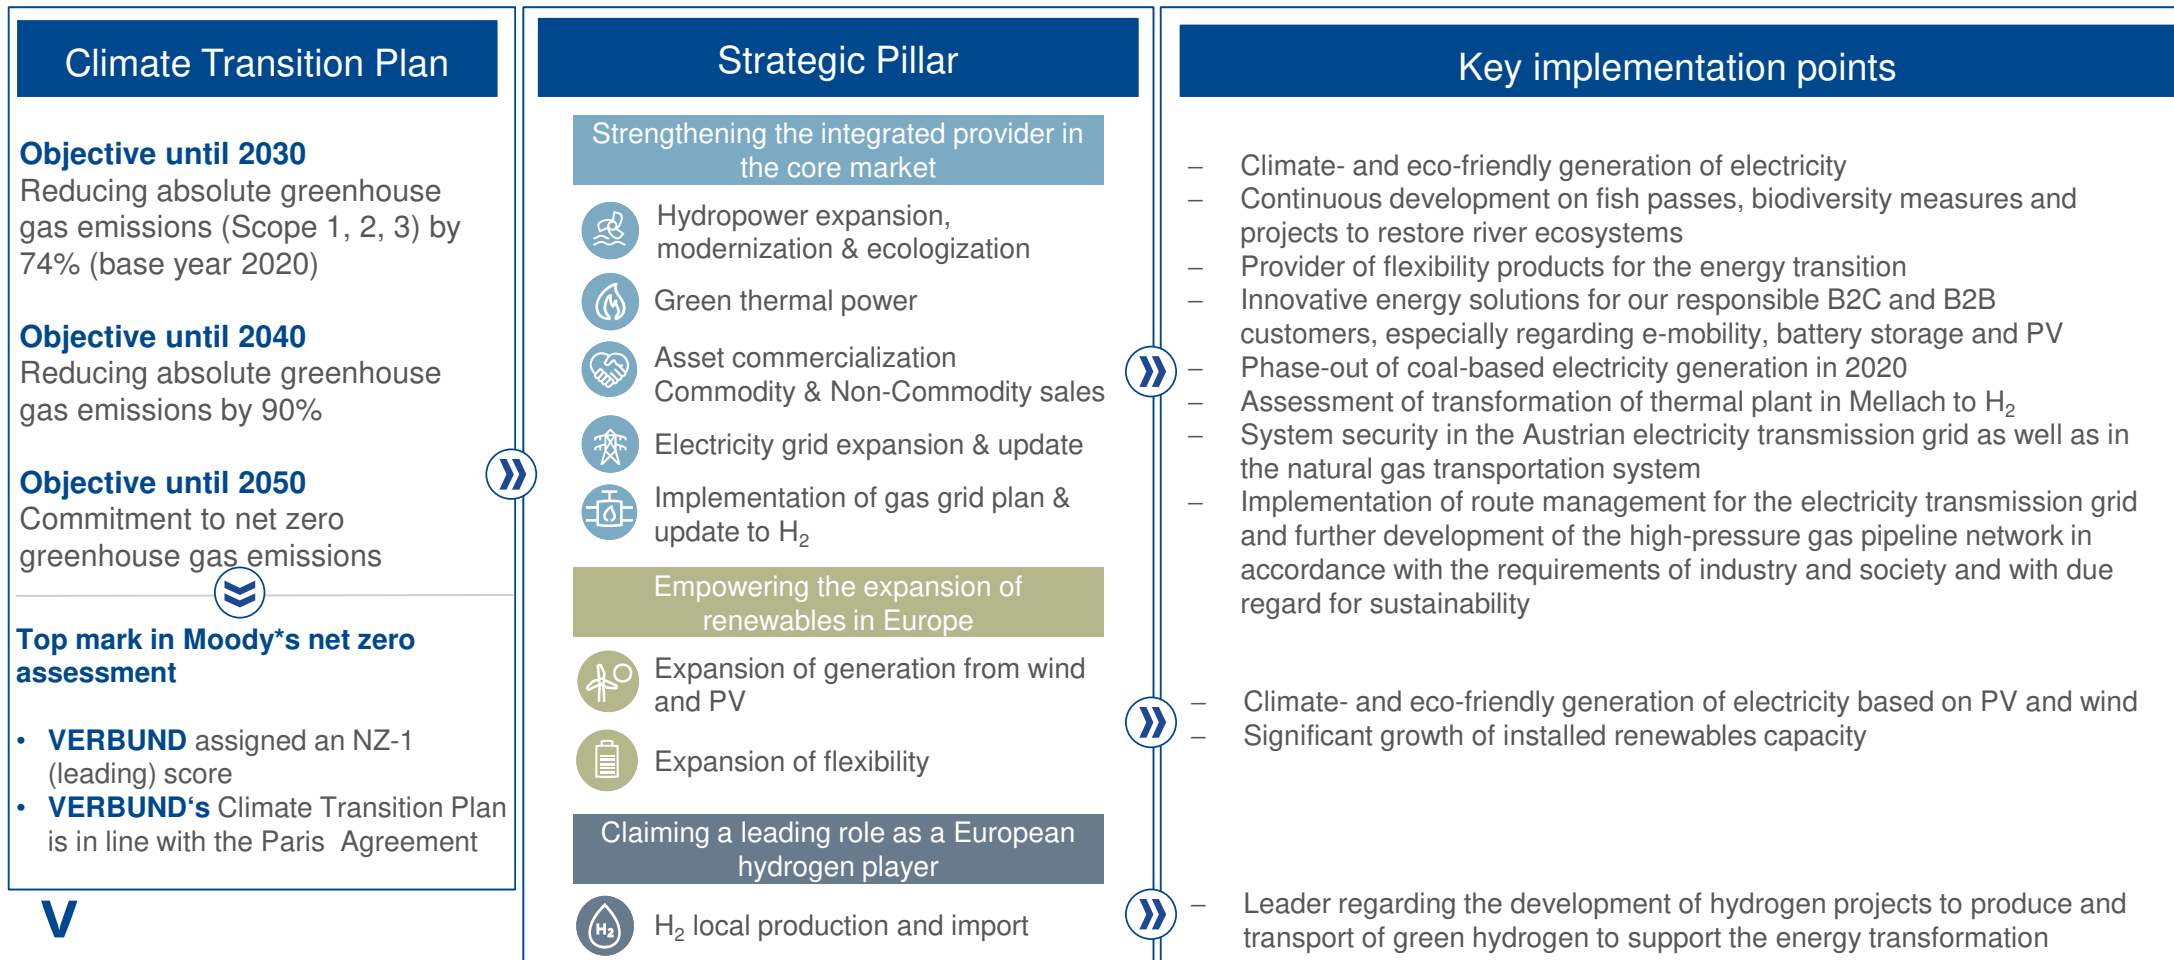 Climate Transition Plan
Objective until 2030
Reducing absolute greenhouse
gas emissions (Scope 1, 2, 3) by
74% (base year 2020)
Objective until 2040
Reducing absolute greenhouse
gas emissions by 90%
Objective until 2050
Commitment to net zero
greenhouse gas emissions
Top mark in Moody*s net zero
assessment
• VERBUND assigned an NZ-1
(leading) score
• VERBUND‘s Climate Transition Plan
is in line with the Paris Agreement
V
Strategic Pillar
Strengthening the integrated provider in
the core market
Hydropower expansion,
modernization & ecologization
Green thermal power
Asset commercialization
Commodity & Non-Commodity sales
Electricity grid expansion & update
Implementation of gas grid plan &
update to H₂
Empowering the expansion of
renewables in Europe
Expansion of generation from wind
and PV
Expansion of flexibility
Claiming a leading role as a European
hydrogen player
H₂
H₂ local production and import
Key implementation points
– Climate- and eco-friendly generation of electricity
– Continuous development on fish passes, biodiversity measures and
projects to restore river ecosystems
– Provider of flexibility products for the energy transition
– Innovative energy solutions for our responsible B2C and B2B
customers, especially regarding e-mobility, battery storage and PV
– Phase-out of coal-based electricity generation in 2020
– Assessment of transformation of thermal plant in Mellach to H₂
– System security in the Austrian electricity transmission grid as well as in
the natural gas transportation system
– Implementation of route management for the electricity transmission grid
and further development of the high-pressure gas pipeline network in
accordance with the requirements of industry and society and with due
regard for sustainability
– Climate- and eco-friendly generation of electricity based on PV and wind
– Significant growth of installed renewables capacity
– Leader regarding the development of hydrogen projects to produce and
transport of green hydrogen to support the energy transformation